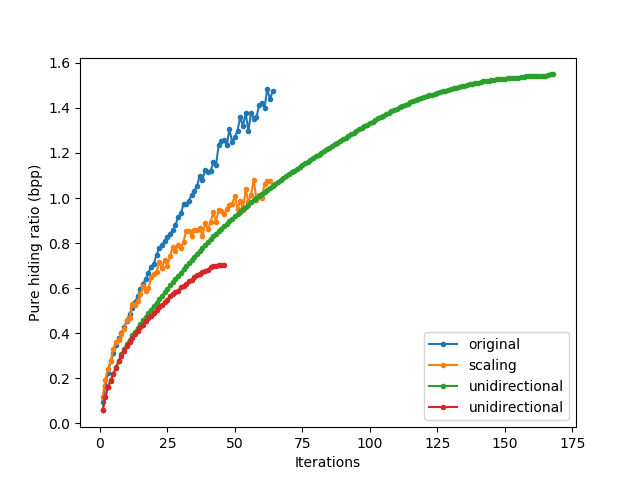 1.6
1.4
1.2
1.0
0.8
0.6
0.4
0.2
0.0
Pure hiding ratio (bpp)
original
scaling
unidirectional
unidirectional
0 25 50 75 100 125 150 175
Iterations